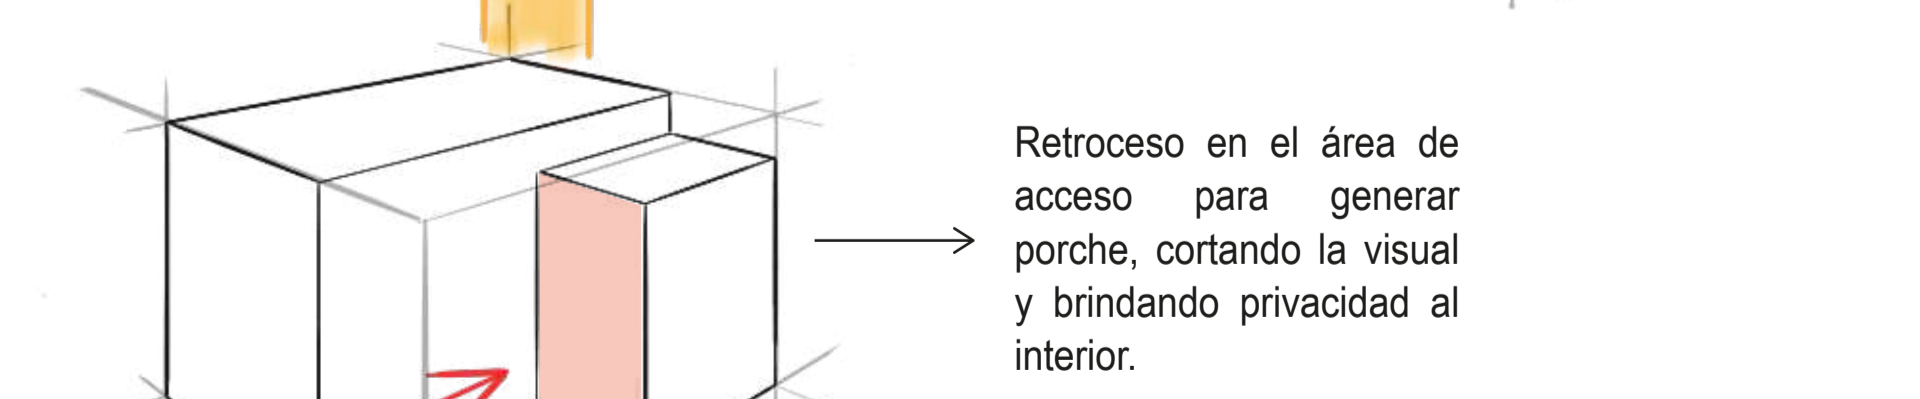 Retroceso en el área de
acceso para generar
porche, cortando la visual
y brindando privacidad al
interior.